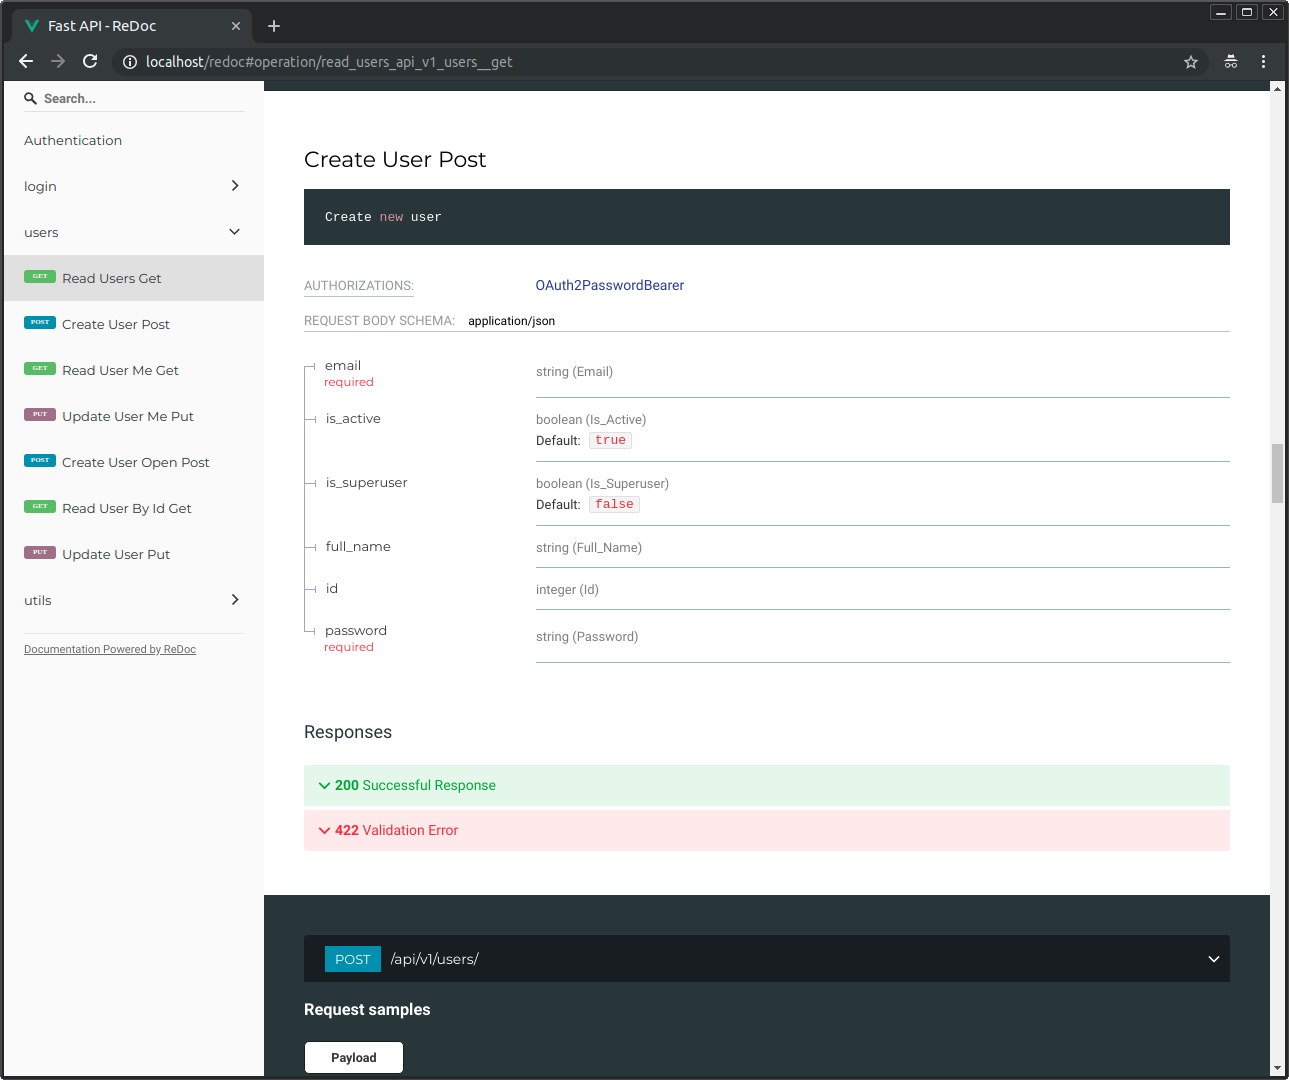 Fast API - ReDoc
localhost/redoc#operation/read_users_api_v1_users__get
Search...
Authentication
login
users
GET Read Users Get
POST Create User Post
GET Read User Me Get
PUT Update User Me Put
POST Create User Open Post
GET Read User By Id Get
PUT Update User Put
utils
Documentation Powered by ReDoc
Create User Post
Create new user
AUTHORIZATIONS: OAuth2PasswordBearer
REQUEST BODY SCHEMA: application/json
email
required
string (Email)
is_active
boolean (Is_Active)
Default: true
is_superuser
boolean (Is_Superuser)
Default: false
full_name
string (Full_Name)
id
integer (Id)
password
required
string (Password)
Responses
200 Successful Response
422 Validation Error
POST /api/v1/users/
Request samples
Payload